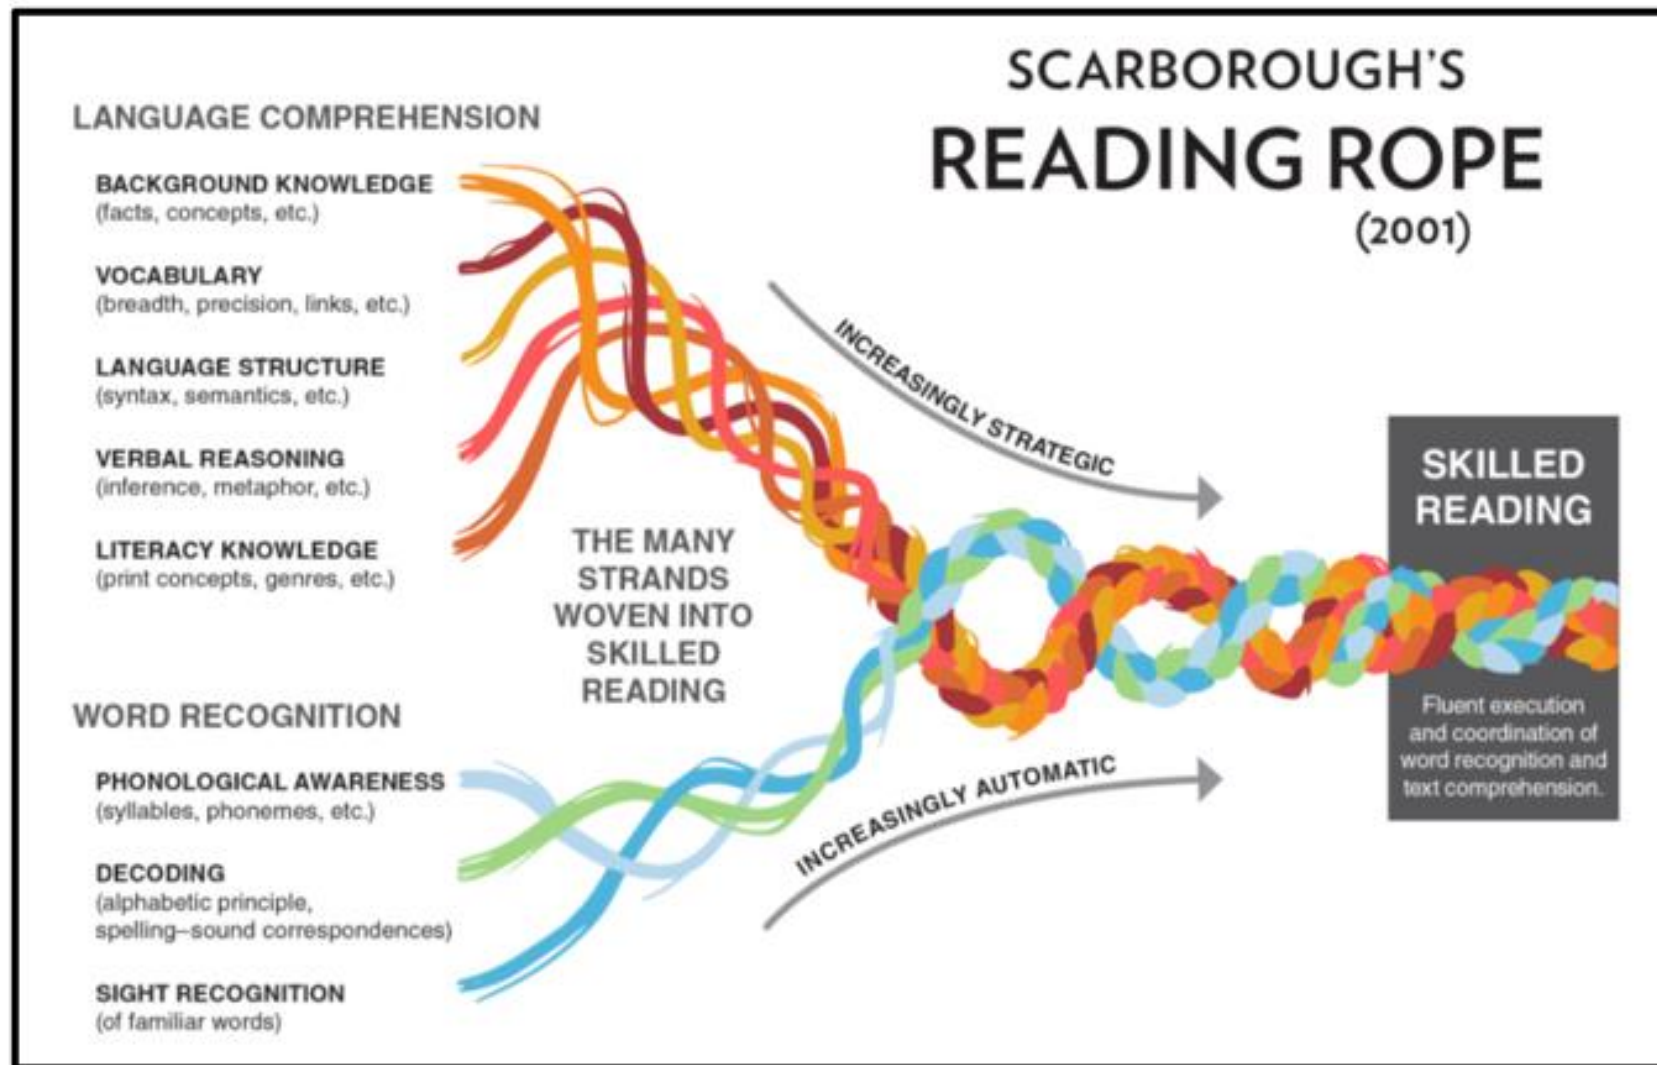 SCARBOROUGH'S
READING ROPE
(2001)
LANGUAGE COMPREHENSION
BACKGROUND KNOWLEDGE
(facts, concepts, etc.)
VOCABULARY
(breadth, precision, links, etc.)
LANGUAGE STRUCTURE
(syntax, semantics, etc.)
VERBAL REASONING
(inference, metaphor, etc.)
LITERACY KNOWLEDGE
(print concepts, genres, etc.)
WORD RECOGNITION
PHONOLOGICAL AWARENESS
(syllables, phonemes, etc.)
DECODING
(alphabetic principle,
spelling–sound correspondences)
SIGHT RECOGNITION
(of familiar words)
THE MANY
STRANDS
WOVEN INTO
SKILLED
READING
INCREASINGLY STRATEGIC
INCREASINGLY AUTOMATIC
SKILLED
READING
Fluent execution
and coordination of
word recognition and
text comprehension.